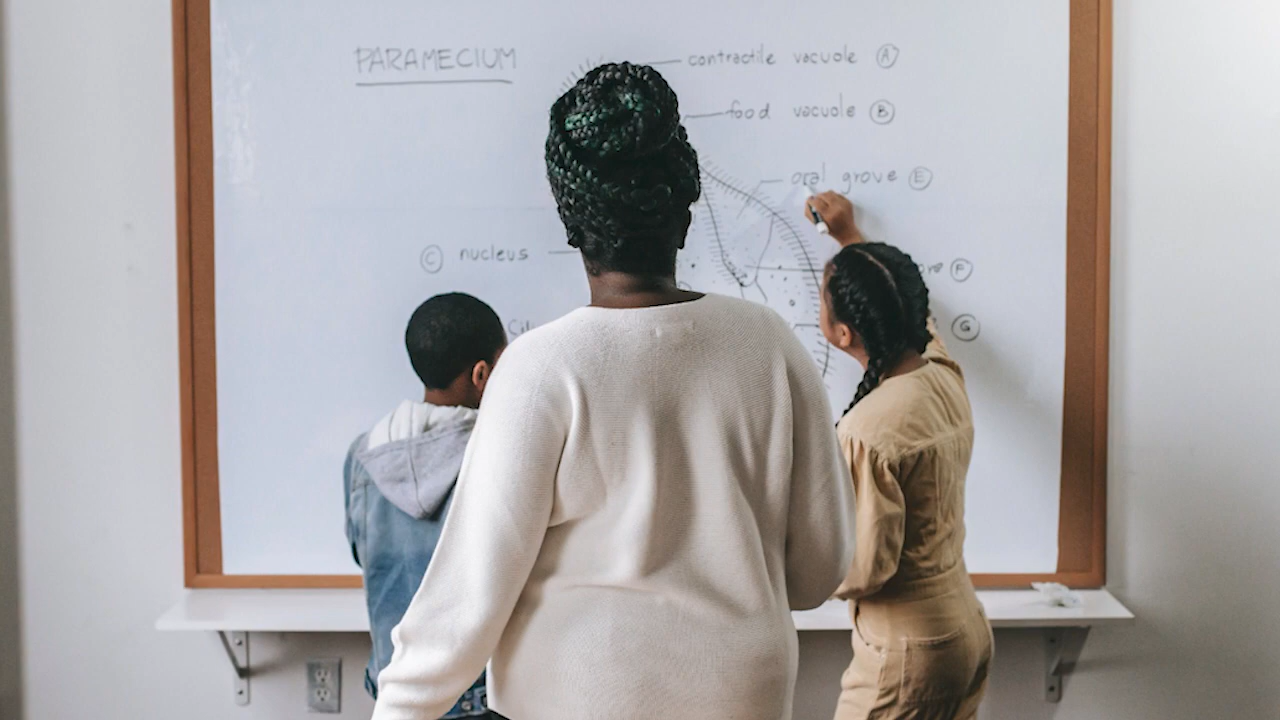 PARAMECIUM
contractile vacuole A
food vacuole B
oral grove E
C nucleus
F
G